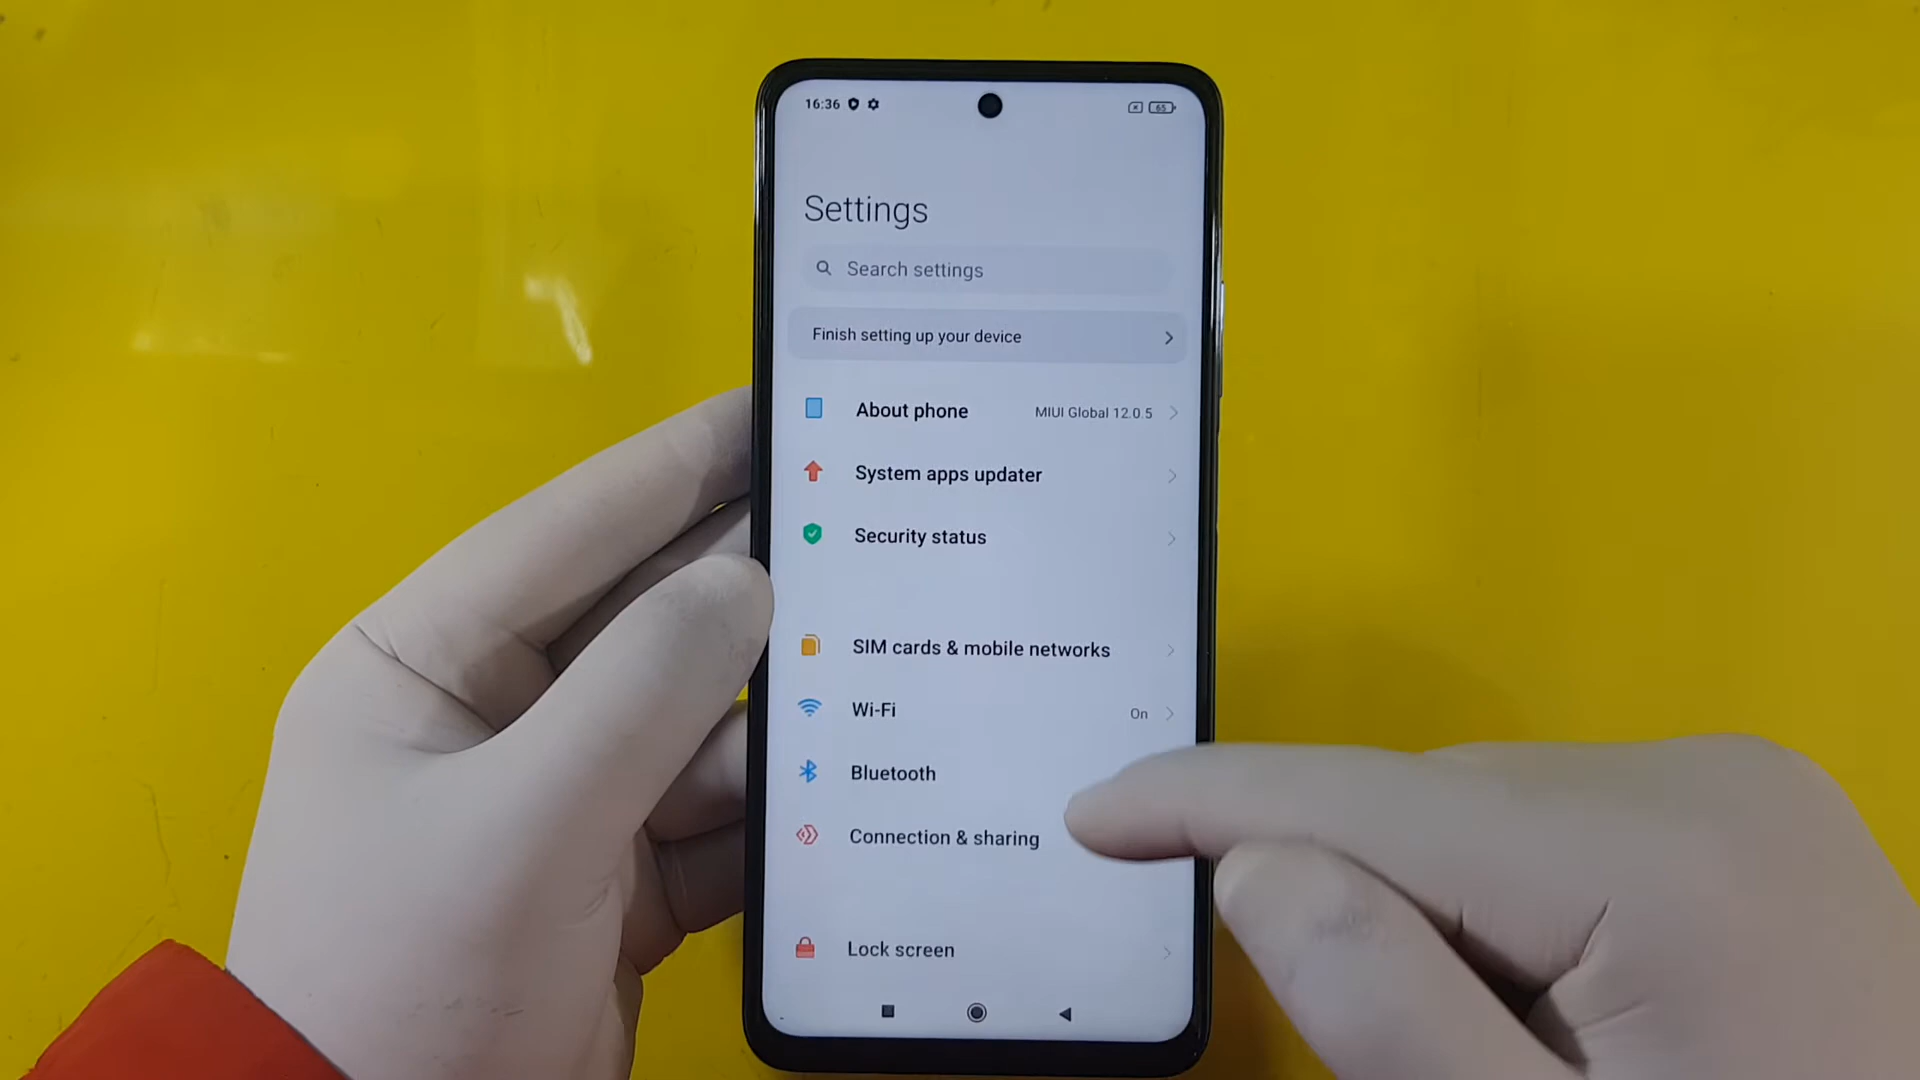 16:36
65
Settings
Search settings
Finish setting up your device
About phone MIUI Global 12.0.5
System apps updater
Security status
SIM cards & mobile networks
Wi-Fi On
Bluetooth
Connection & sharing
Lock screen